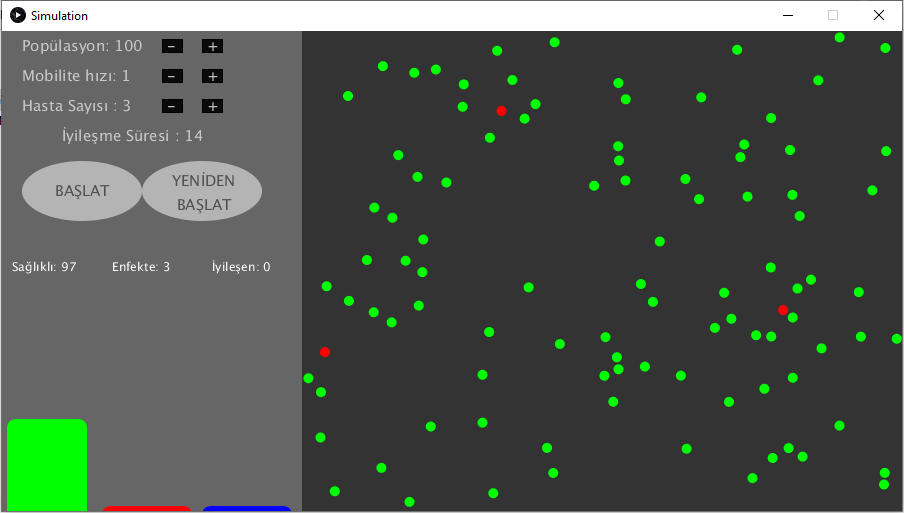 Simulation
Popülasyon: 100 - +
Mobilite hızı: 1 - +
Hasta Sayısı : 3 - +
İyileşme Süresi : 14
BAŞLAT
YENİDEN
BAŞLAT
Sağlıklı: 97 Enfekte: 3 İyileşen: 0